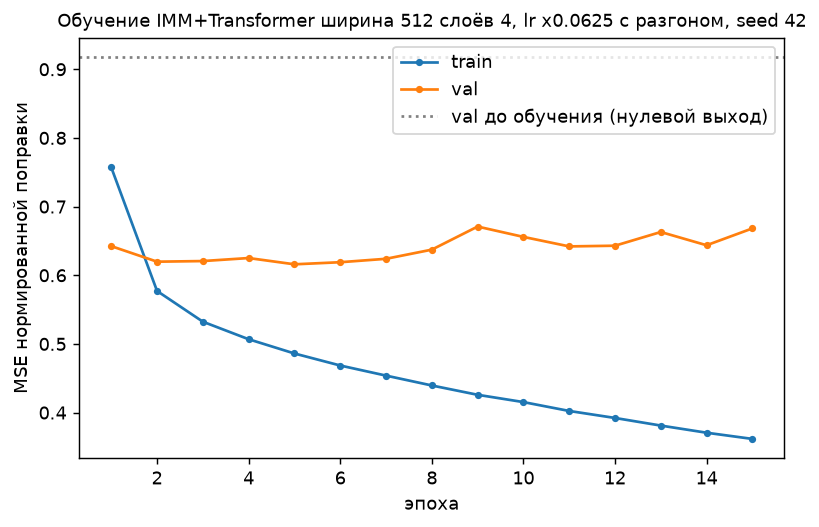 Обучение IMM+Transformer ширина 512 слоёв 4, lr x0.0625 с разгоном, seed 42
train
val
val до обучения (нулевой выход)
MSE нормированной поправки
0.9
0.8
0.7
0.6
0.5
0.4
2 4 6 8 10 12 14
эпоха